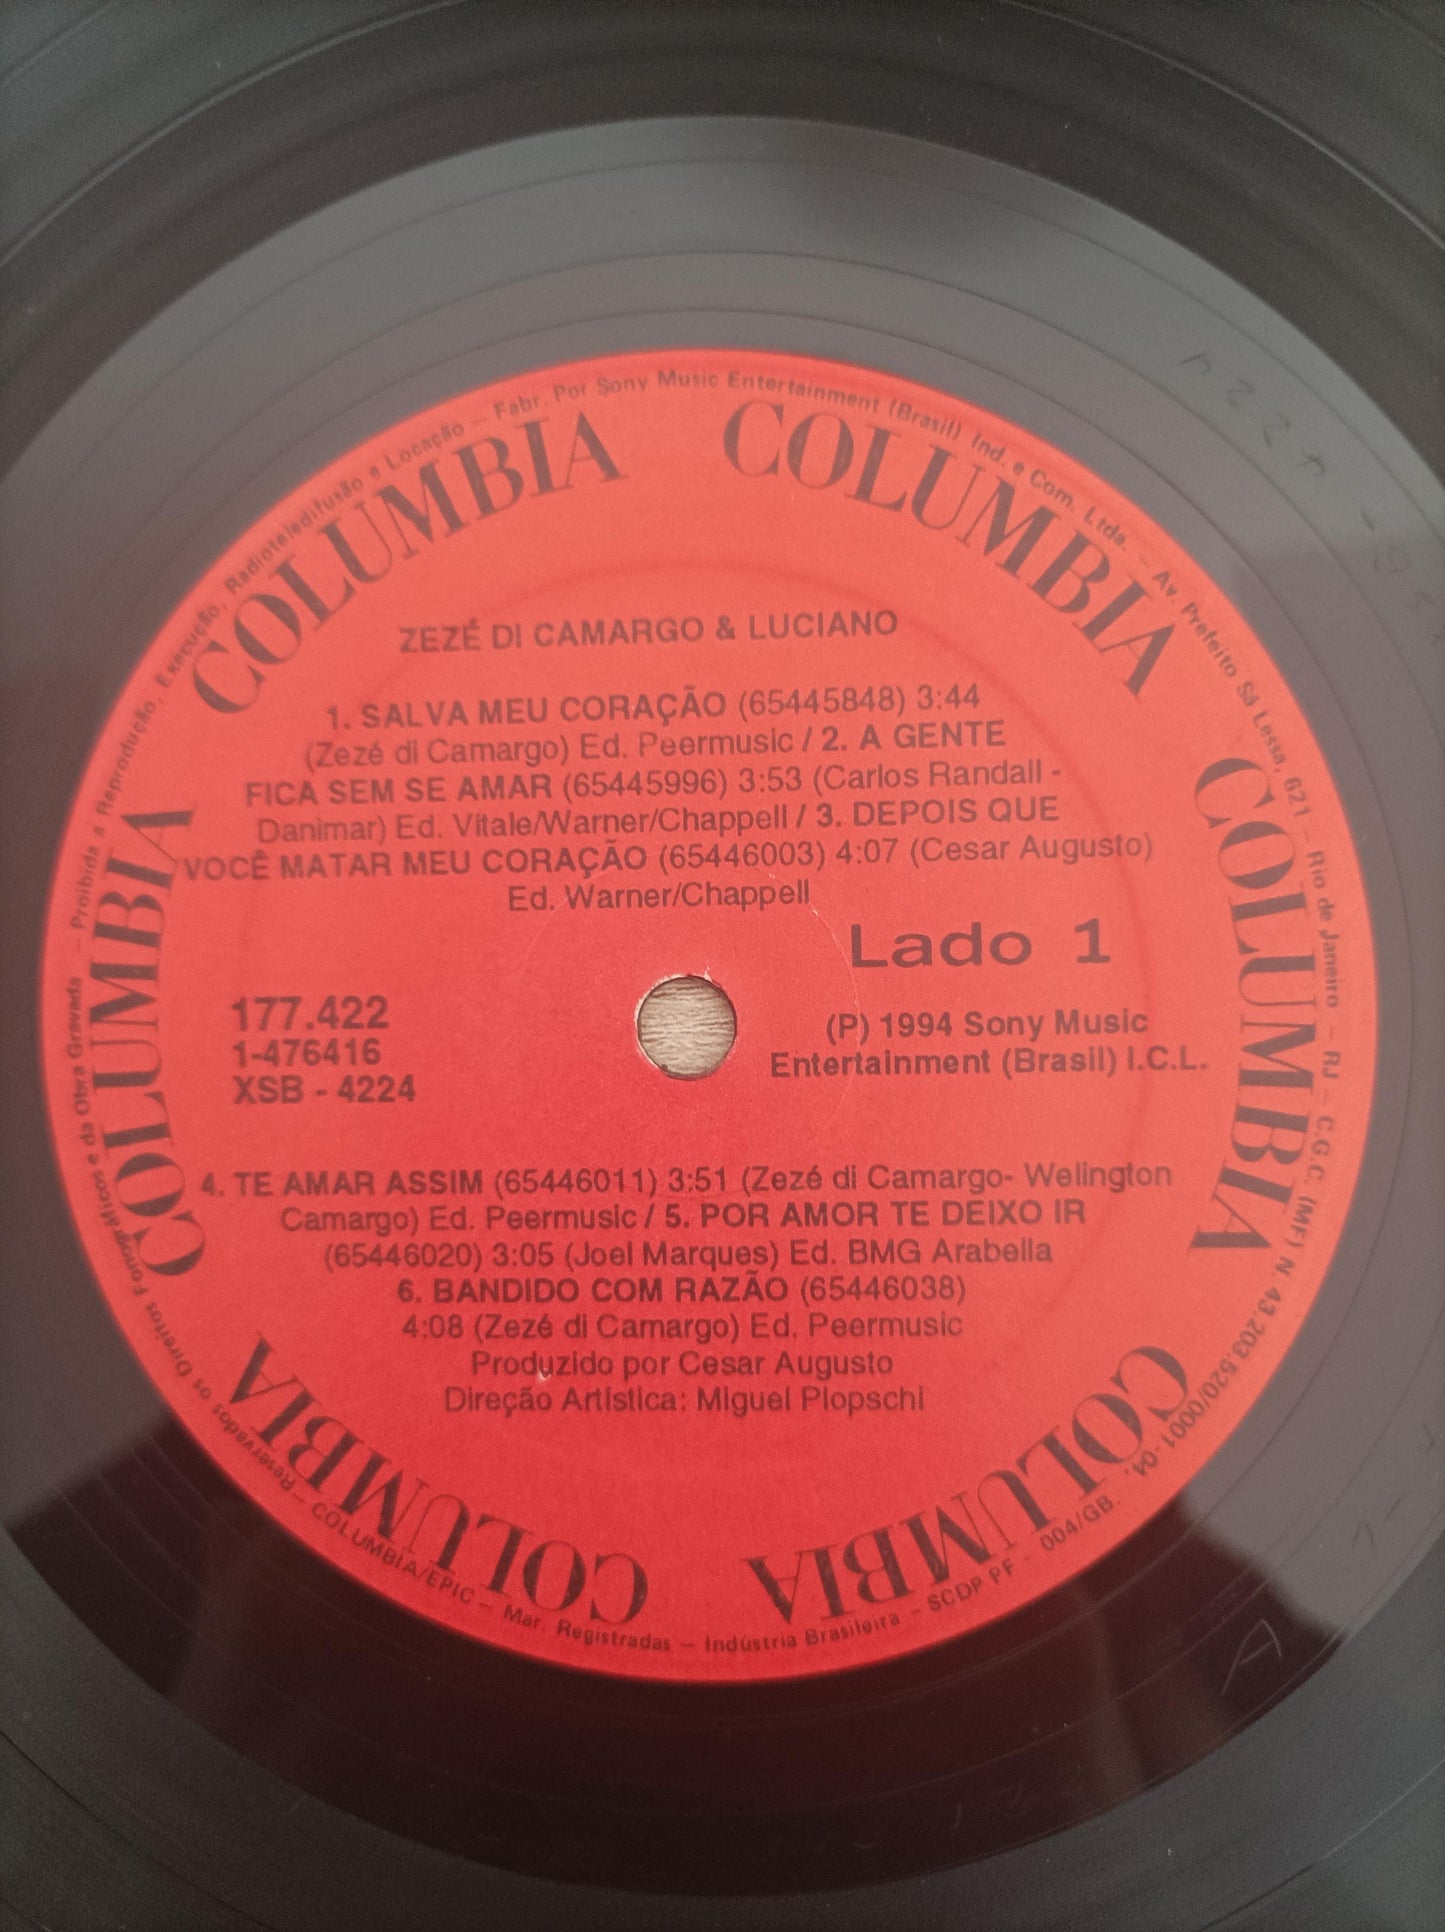 ZEZÉ DI CAMARGO & LUCIANO
1. SALVA MEU CORAÇÃO (65445848) 3:44
(Zezé di Camargo) Ed. Peermusic / 2. A GENTE
FICA SEM SE AMAR (65445996) 3:53 (Carlos Randall -
Danimar) Ed. Vitale/Warner/Chappell / 3. DEPOIS QUE
VOCÊ MATAR MEU CORAÇÃO (65446003) 4:07 (Cesar Augusto)
Ed. Warner/Chappell
Lado 1
177.422
1-476416
XSB - 4224
(P) 1994 Sony Music
Entertainment (Brasil) I.C.L.
4. TE AMAR ASSIM (65446011) 3:51 (Zezé di Camargo- Welington
Camargo) Ed. Peermusic / 5. POR AMOR TE DEIXO IR
(65446020) 3:05 (Joel Marques) Ed. BMG Arabella
6. BANDIDO COM RAZÃO (65446038)
4:08 (Zezé di Camargo) Ed. Peermusic
Produzido por Cesar Augusto
Direção Artística: Miguel Plopschi
COLUMBIA
COLUMBIA
COLUMBIA
COLUMBIA
COLUMBIA
COLUMBIA
Reservados os Direitos Fonográficos e da Obra Gravada – Proibida a Reprodução, Execução, Radioteledifusão e Locação – Fabr. Por Sony Music Entertainment (Brasil) Ind. e Com. Ltda. – Av. Prefeito Sá Lessa, 621 – Rio de Janeiro – RJ – C.G.C. (MF) N 43.203.520/0001-04.
– COLUMBIA/EPIC – Mar. Registradas – Indústria Brasileira – SCDP PF - 004/GB.